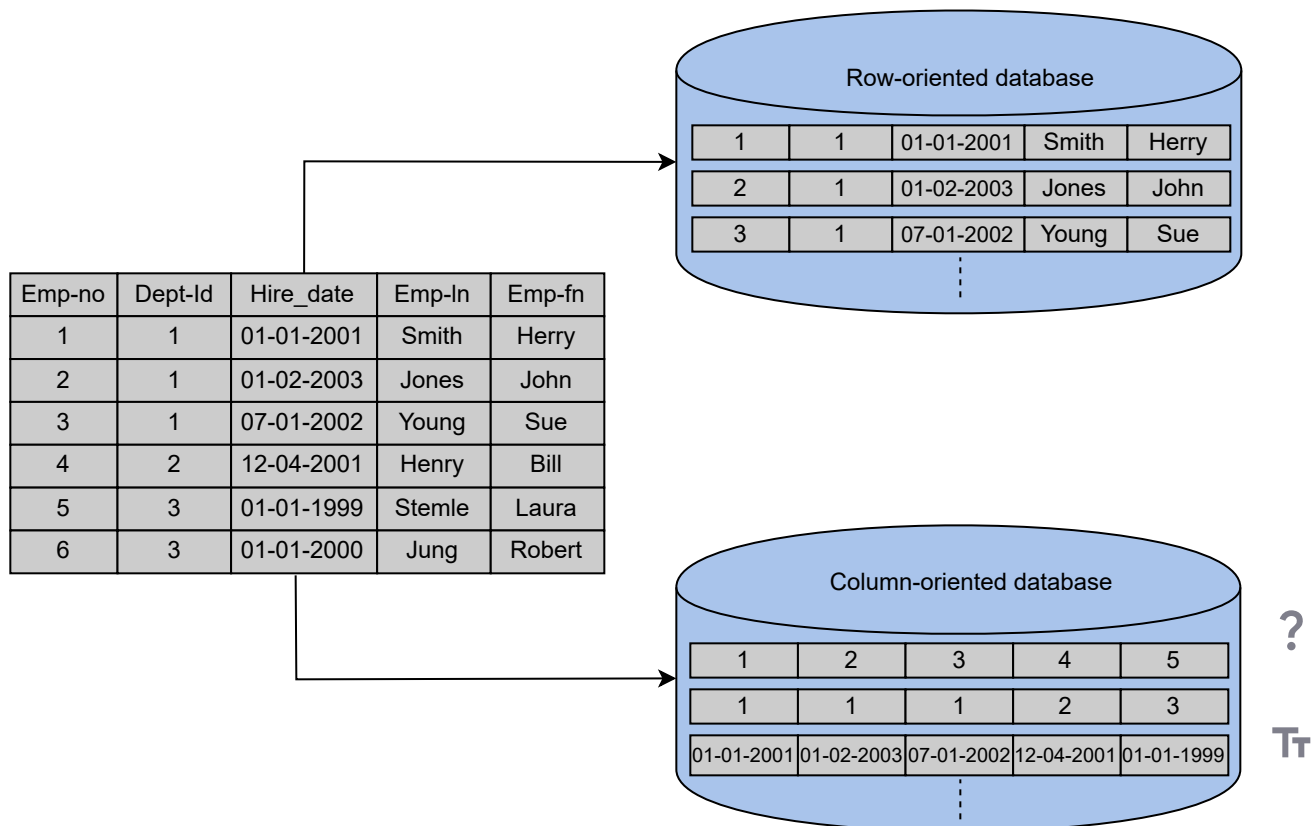 Row-oriented database
1 1 01-01-2001 Smith Herry
2 1 01-02-2003 Jones John
3 1 07-01-2002 Young Sue
Emp-no Dept-Id Hire_date Emp-ln Emp-fn
1 1 01-01-2001 Smith Herry
2 1 01-02-2003 Jones John
3 1 07-01-2002 Young Sue
4 2 12-04-2001 Henry Bill
5 3 01-01-1999 Stemle Laura
6 3 01-01-2000 Jung Robert
Column-oriented database
1 2 3 4 5
1 1 1 2 3
01-01-2001 01-02-2003 07-01-2002 12-04-2001 01-01-1999
?
TT